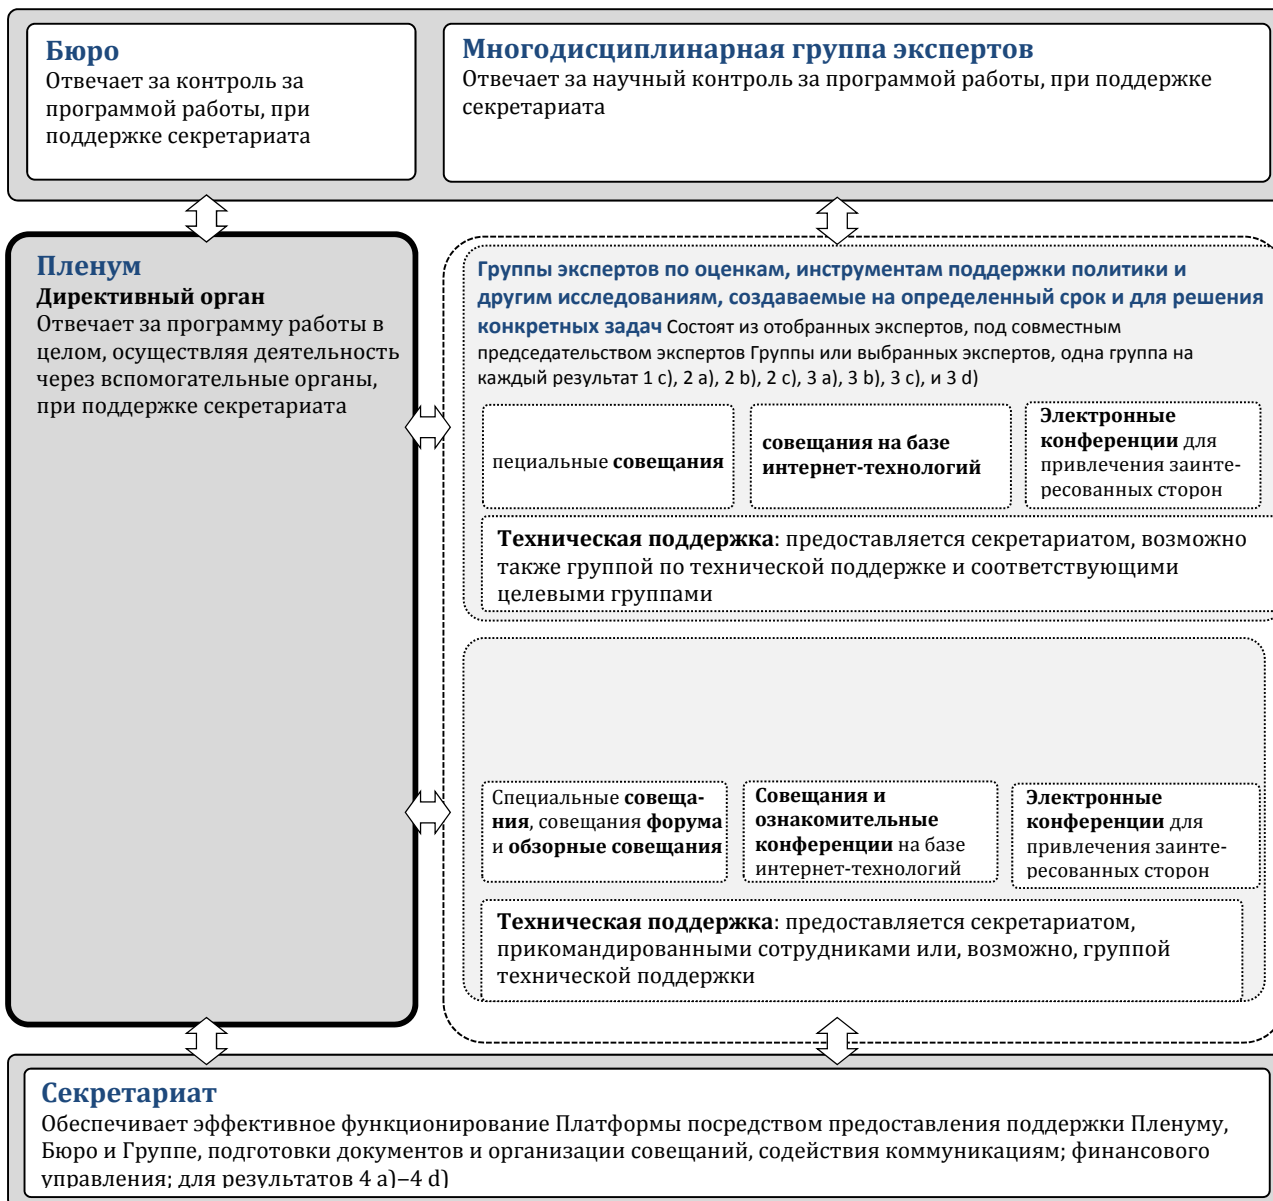 Бюро
Отвечает за контроль за
программой работы, при
поддержке секретариата
Многодисциплинарная группа экспертов
Отвечает за научный контроль за программой работы, при поддержке
секретариата
Пленум
Директивный орган
Отвечает за программу работы в
целом, осуществляя деятельность
через вспомогательные органы,
при поддержке секретариата
Группы экспертов по оценкам, инструментам поддержки политики и
другим исследованиям, создаваемые на определенный срок и для решения
конкретных задач Состоят из отобранных экспертов, под совместным
председательством экспертов Группы или выбранных экспертов, одна группа на
каждый результат 1 c), 2 a), 2 b), 2 c), 3 a), 3 b), 3 c), и 3 d)
пециальные совещания
совещания на базе
интернет-технологий
Электронные
конференции для
привлечения заинте-
ресованных сторон
Техническая поддержка: предоставляется секретариатом, возможно
также группой по технической поддержке и соответствующими
целевыми группами
Специальные совеща-
ния, совещания форума
и обзорные совещания
Совещания и
ознакомительные
конференции на базе
интернет-технологий
Электронные
конференции для
привлечения заинте-
ресованных сторон
Техническая поддержка: предоставляется секретариатом,
прикомандированными сотрудниками или, возможно, группой
технической поддержки
Секретариат
Обеспечивает эффективное функционирование Платформы посредством предоставления поддержки Пленуму,
Бюро и Группе, подготовки документов и организации совещаний, содействия коммуникациям; финансового
управления; для результатов 4 a)–4 d)